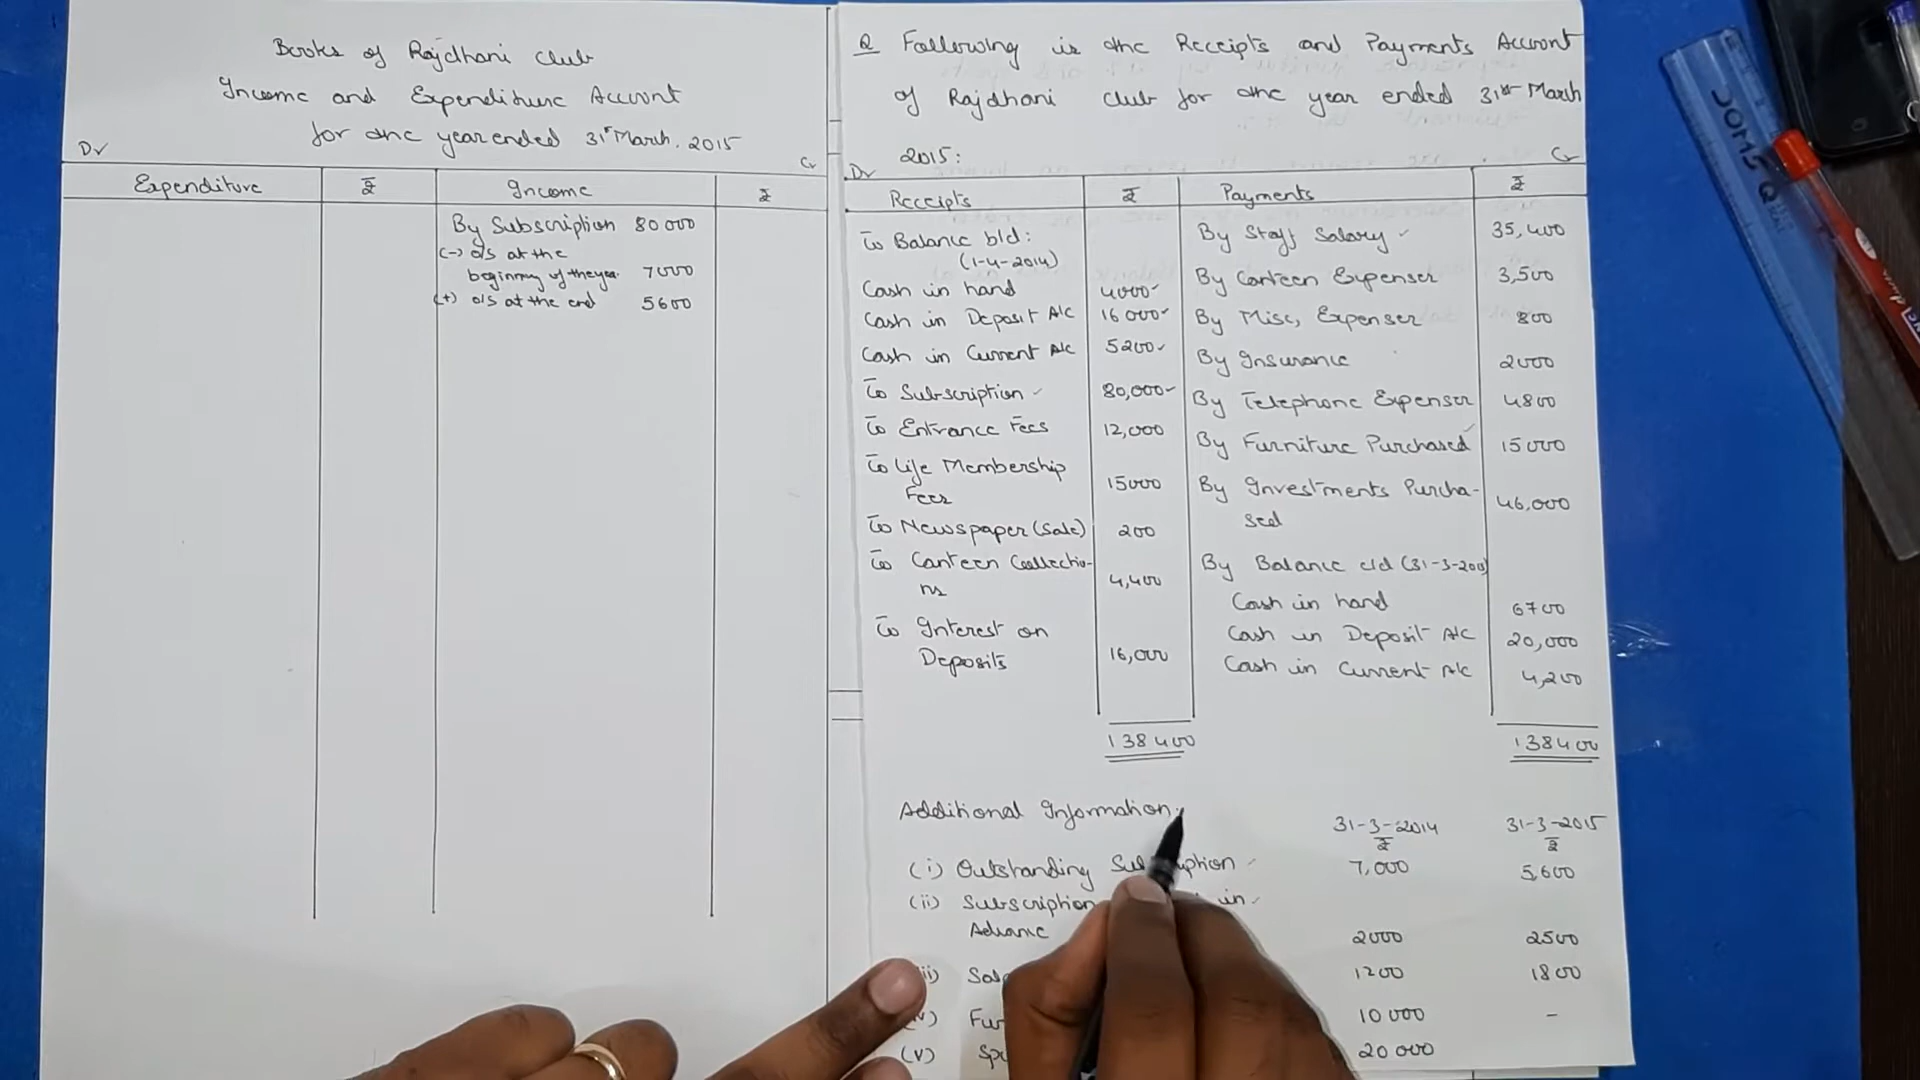 Books of Rajdhani Club
Income and Expenditure Account
for the year ended 31st March. 2015
Dr Cr
Expenditure ₹ Income ₹
By Subscription 80000
(-) o/s at the
beginning of the year 7000
(+) o/s at the end 5600
Q Following is the Receipts and Payments Account
of Rajdhani Club for the year ended 31st March
2015:
Dr Cr
Receipts ₹ Payments ₹
To Balance b/d: By Staff Salary 35,400
(1-4-2014)
Cash in hand 4000 By Canteen Expenses 3,500
Cash in Deposit A/C 16000 By Misc, Expenses 800
Cash in Current A/c 5200 By Insurance 2000
To Subscription 80,000 By Telephone Expenses 4800
To Entrance Fees 12,000 By Furniture Purchased 15000
To Life Membership
Fees 15000 By Investments Purcha-
sed 46,000
To Newspaper (Sale) 200
To Canteen Collectio-
ns 4,400 By Balance c/d
Cash in hand 6700
To Interest on
Deposits 16,000 Cash in Deposit A/c 20,000
Cash in Current A/c 4,200
138400 138400
Additional Information:
31-3-2014 31-3-2015
₹ ₹
(i) Outstanding Subscription 7,000 5,600
(ii) Subscription in
Advance 2000 2500
1200 1800
10000 -
(v) 20000
DOMS